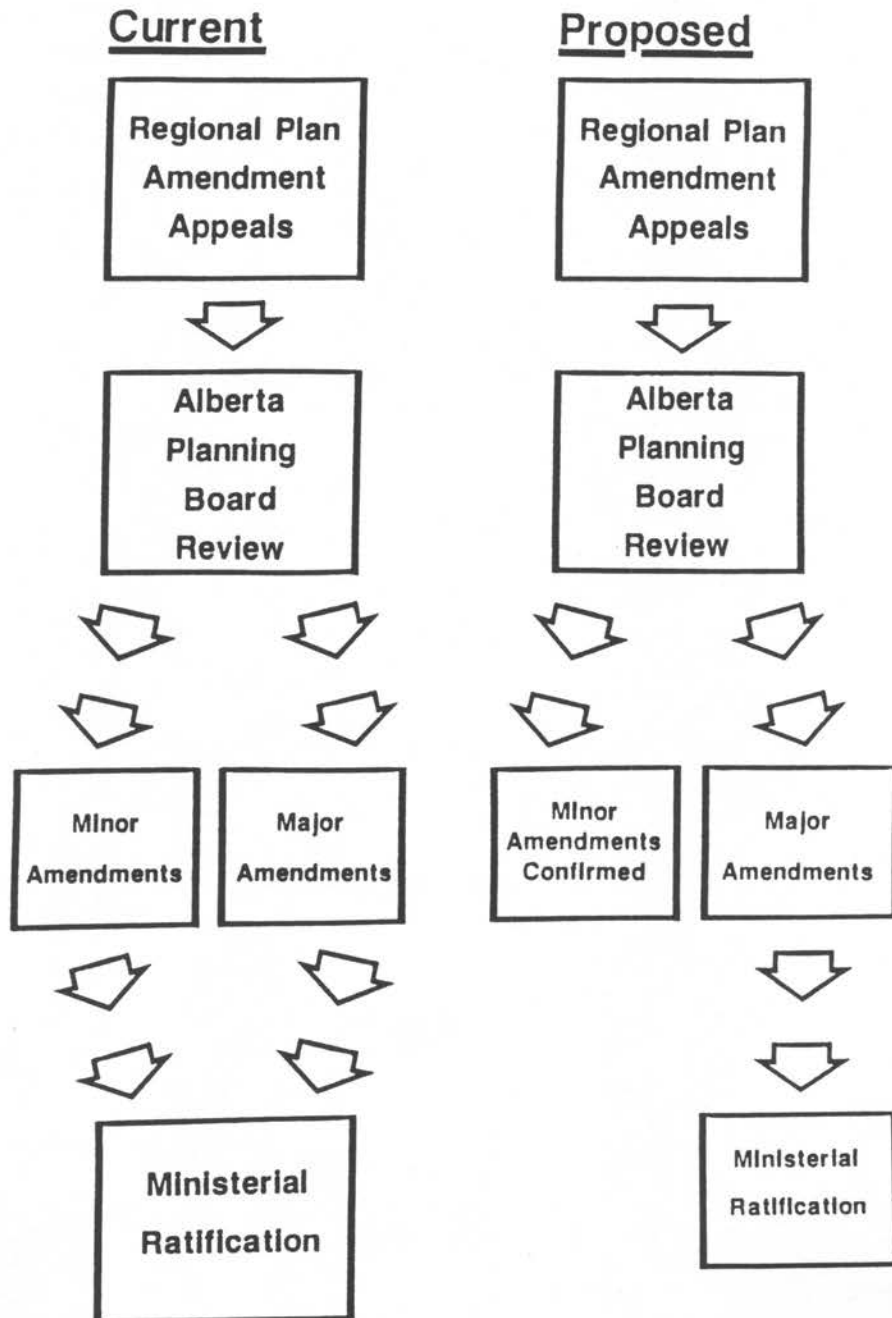 Current
Regional Plan
Amendment
Appeals
Alberta
Planning
Board
Review
Minor
Amendments
Major
Amendments
Ministerial
Ratification
Proposed
Regional Plan
Amendment
Appeals
Alberta
Planning
Board
Review
Minor
Amendments
Confirmed
Major
Amendments
Ministerial
Ratification